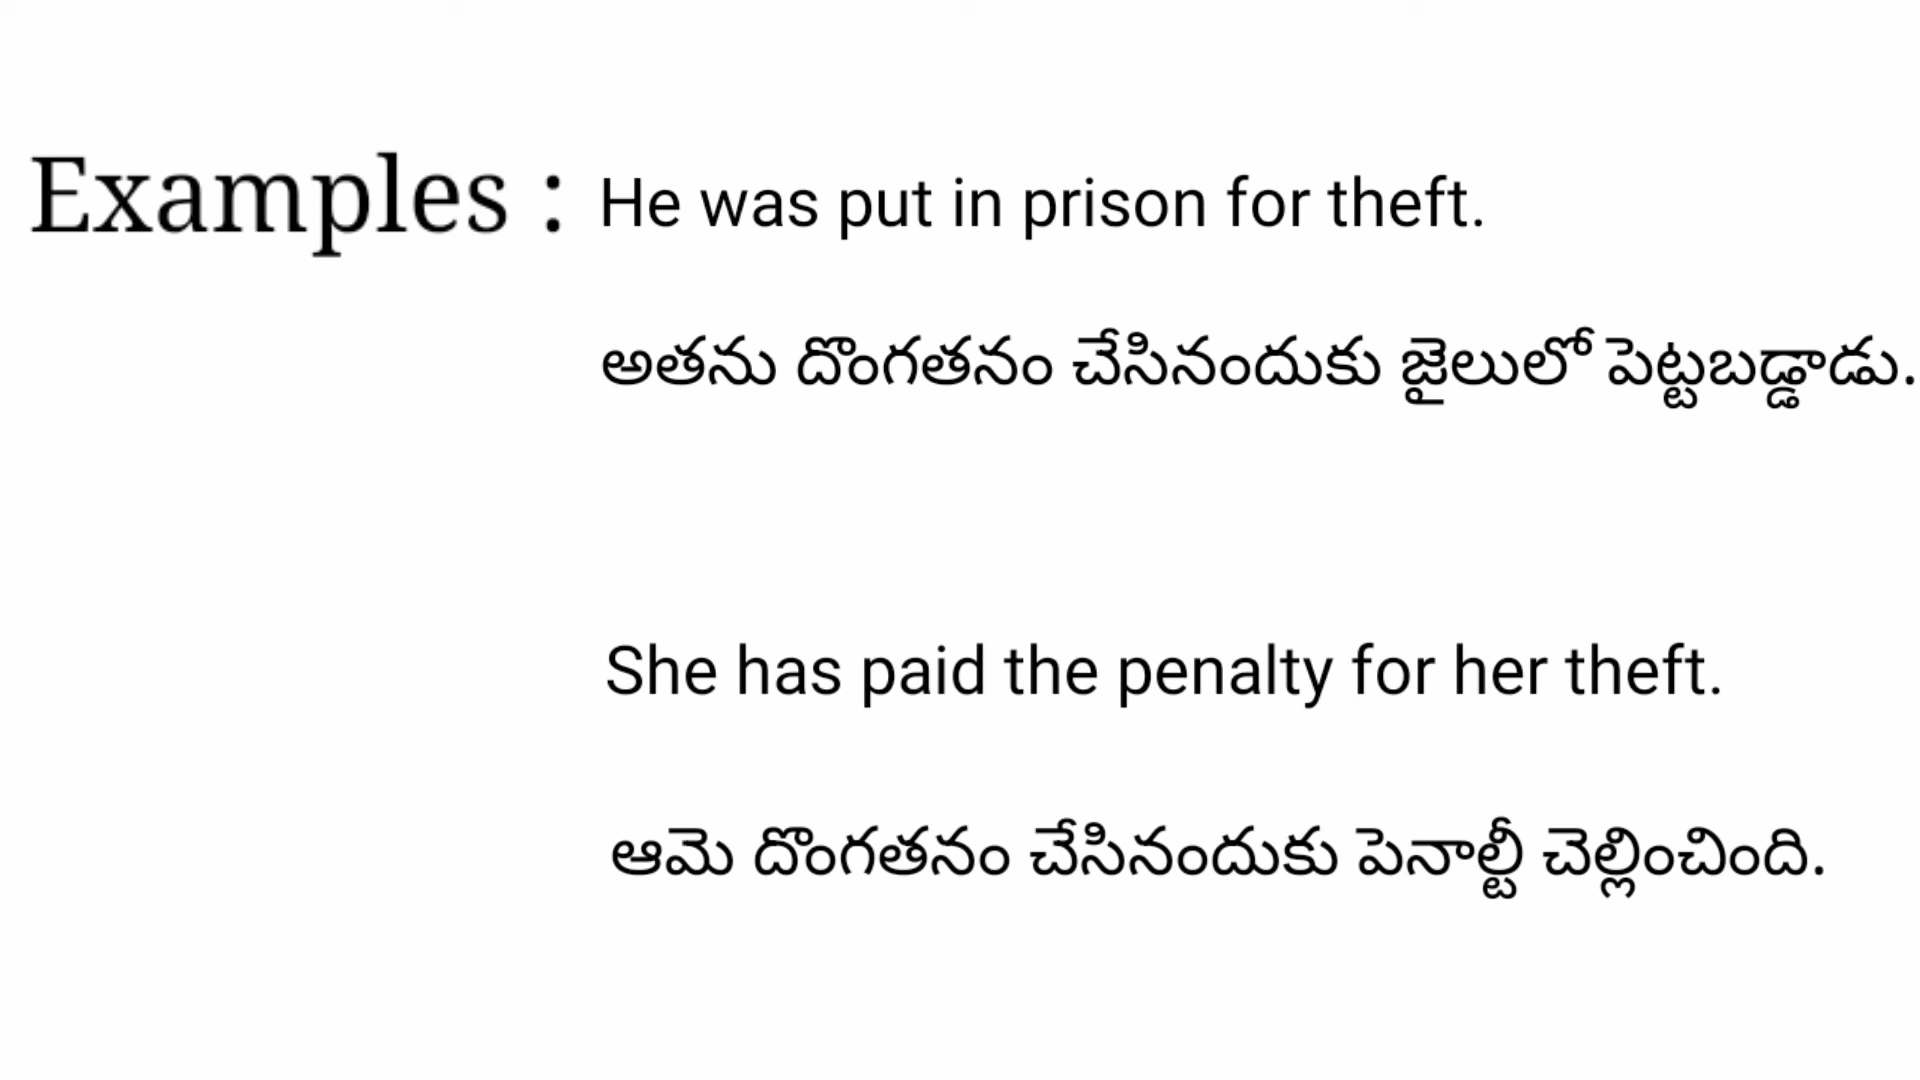 Examples : He was put in prison for theft.
అతను దొంగతనం చేసినందుకు జైలులో పెట్టబడ్డాడు.
She has paid the penalty for her theft.
ఆమె దొంగతనం చేసినందుకు పెనాల్టీ చెల్లించింది.